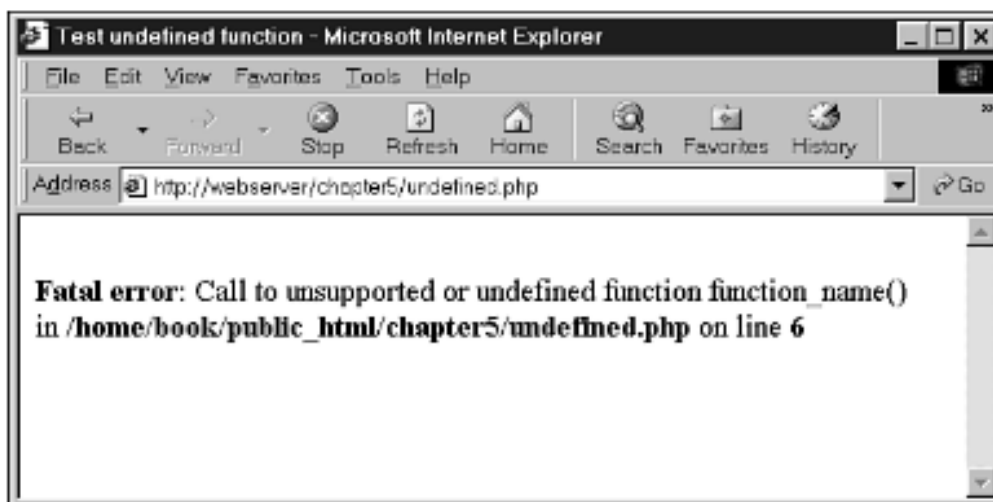 Test undefined function - Microsoft Internet Explorer
File Edit View Favorites Tools Help
Back Forward Stop Refresh Home Search Favorites History »
Address http://webserver/chapter5/undefined.php Go
Fatal error: Call to unsupported or undefined function function_name()
in /home/book/public_html/chapter5/undefined.php on line 6